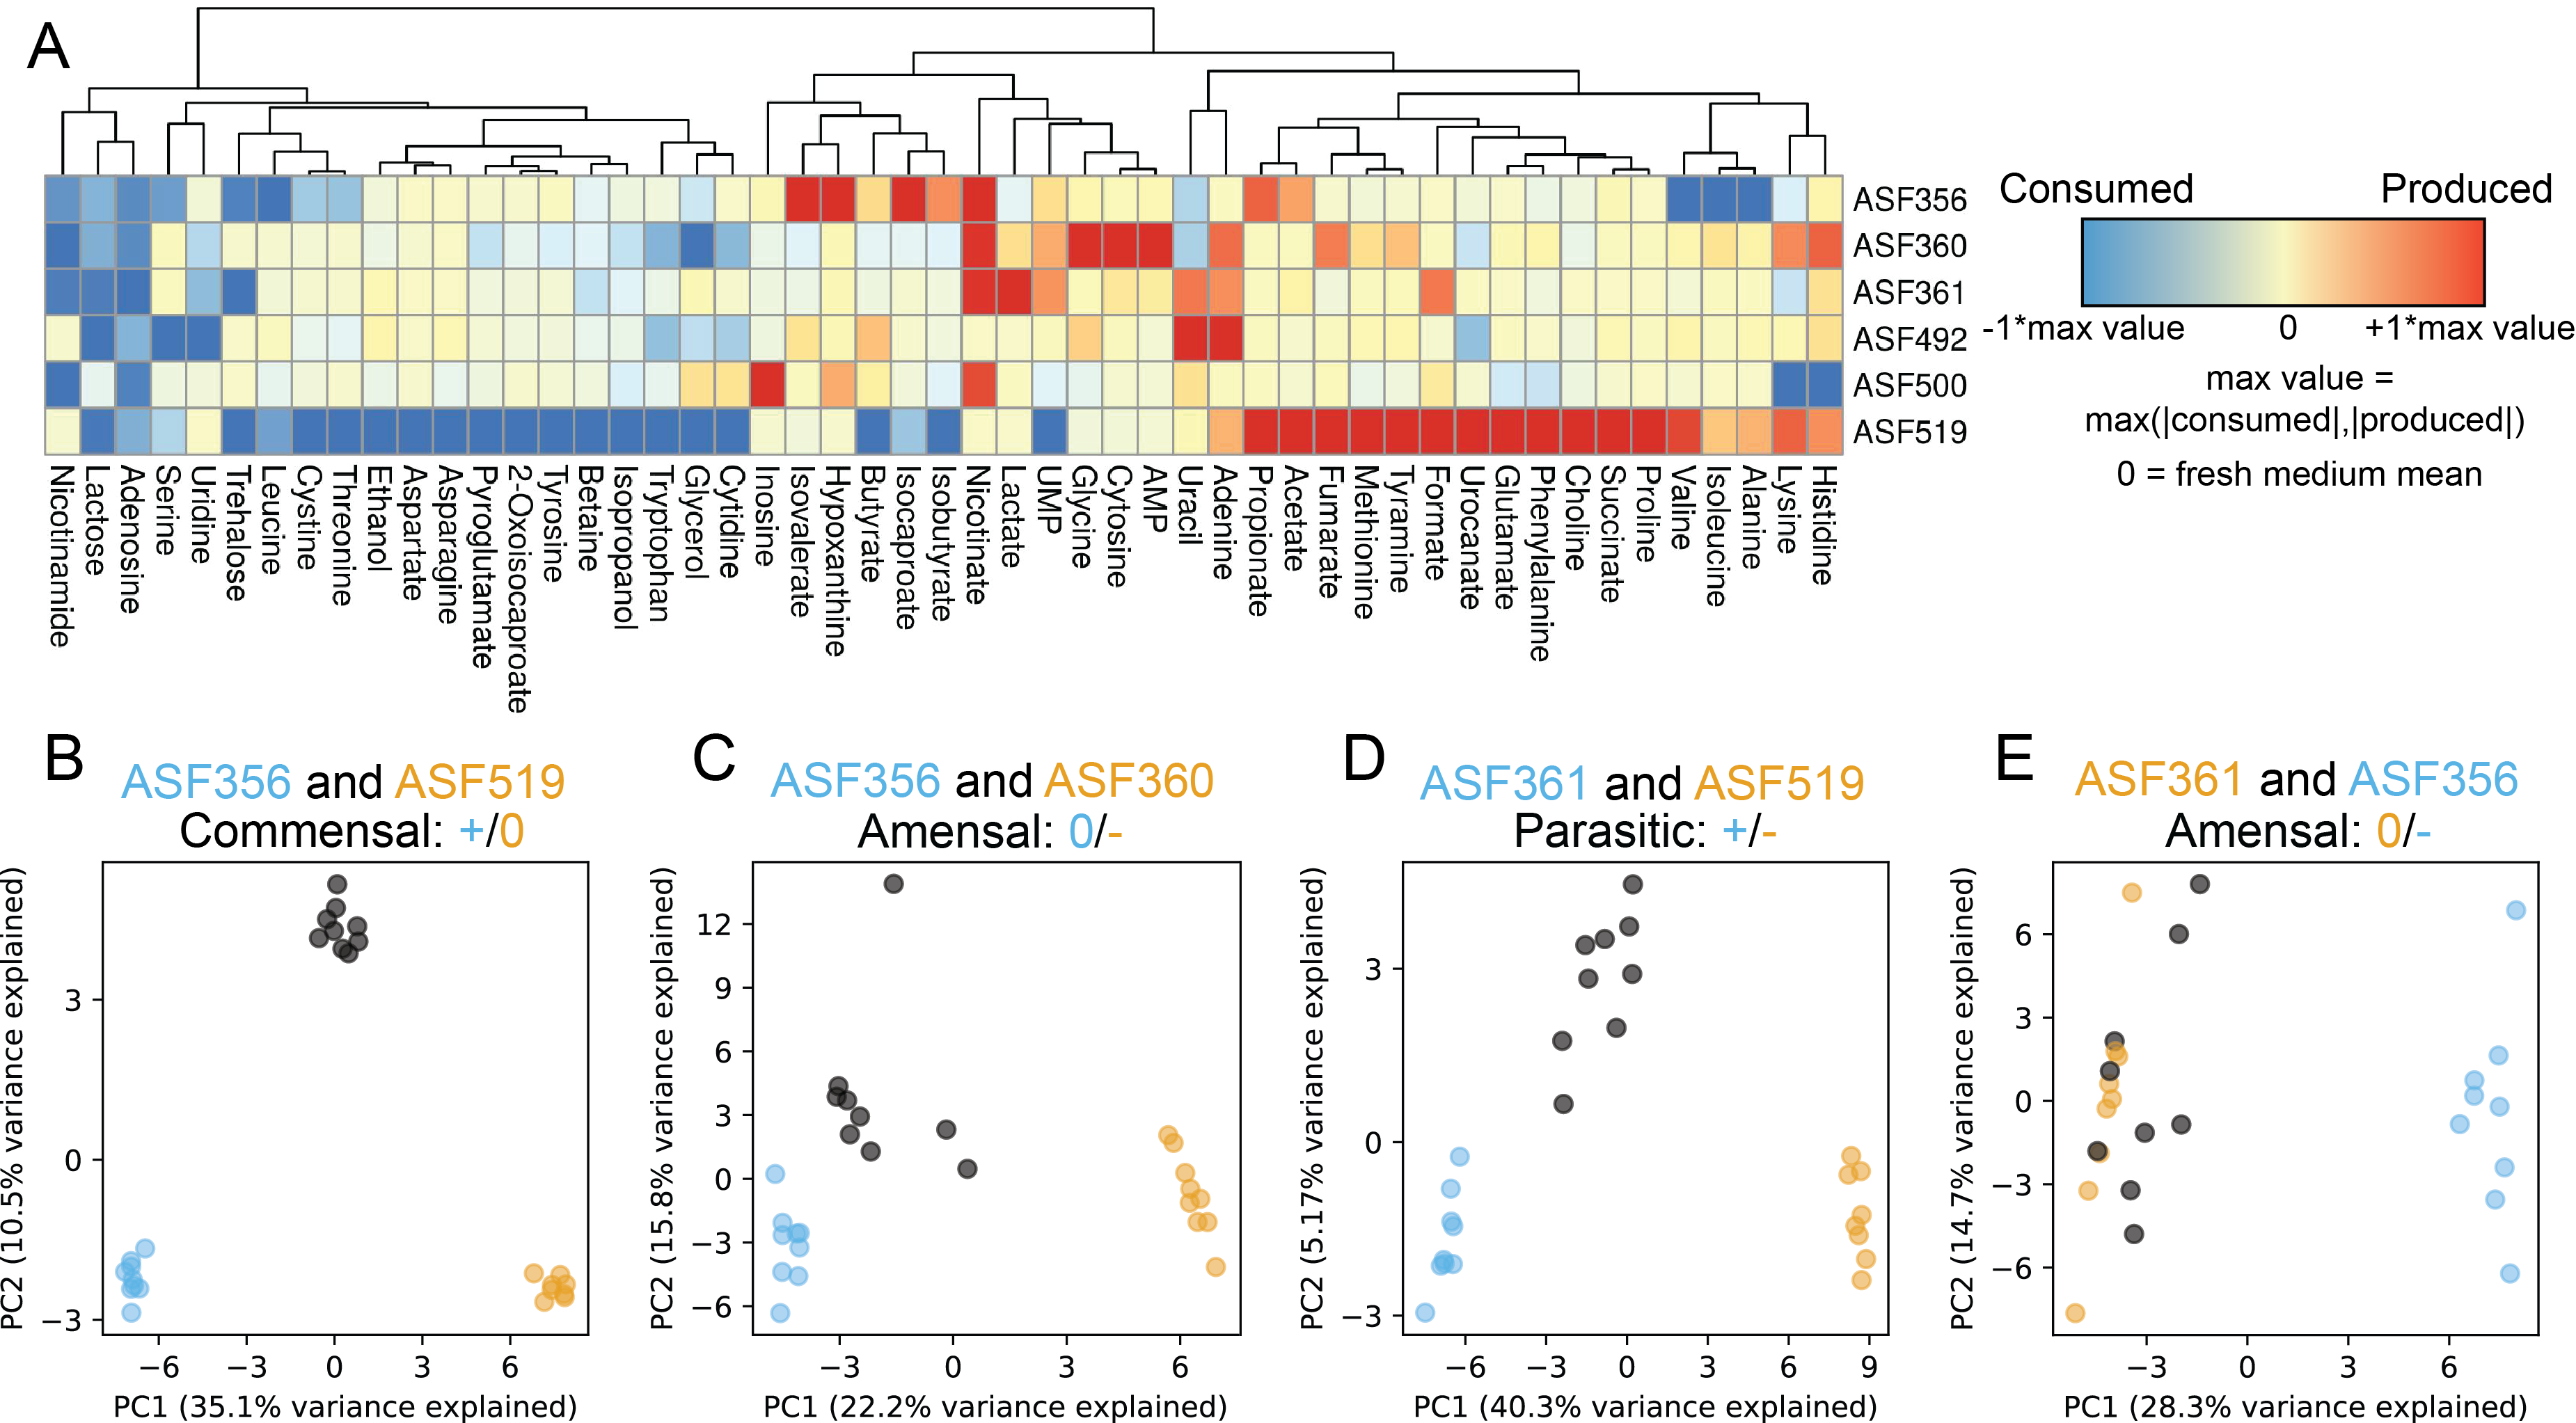 A
ASF356
ASF360
ASF361
ASF492
ASF500
ASF519
Consumed Produced
-1*max value 0 +1*max value
max value =
max(|consumed|,|produced|)
0 = fresh medium mean
Nicotinamide
Lactose
Adenosine
Serine
Uridine
Trehalose
Leucine
Cystine
Threonine
Ethanol
Aspartate
Asparagine
Pyroglutamate
2-Oxoisocaproate
Tyrosine
Betaine
Isopropanol
Tryptophan
Glycerol
Cytidine
Inosine
Isovalerate
Hypoxanthine
Butyrate
Isocaproate
Isobutyrate
Nicotinate
Lactate
UMP
Glycine
Cytosine
AMP
Uracil
Adenine
Propionate
Acetate
Fumarate
Methionine
Tyramine
Formate
Urocanate
Glutamate
Phenylalanine
Choline
Succinate
Proline
Valine
Isoleucine
Alanine
Lysine
Histidine
B
ASF356 and ASF519
Commensal: +/0
PC2 (10.5% variance explained)
3
0
−3
−6 −3 0 3 6
PC1 (35.1% variance explained)
C
ASF356 and ASF360
Amensal: 0/-
PC2 (15.8% variance explained)
12
9
6
3
0
−3
−6
−3 0 3 6
PC1 (22.2% variance explained)
D
ASF361 and ASF519
Parasitic: +/-
PC2 (5.17% variance explained)
3
0
−3
−6 −3 0 3 6 9
PC1 (40.3% variance explained)
E
ASF361 and ASF356
Amensal: 0/-
PC2 (14.7% variance explained)
6
3
0
−3
−6
−3 0 3 6
PC1 (28.3% variance explained)